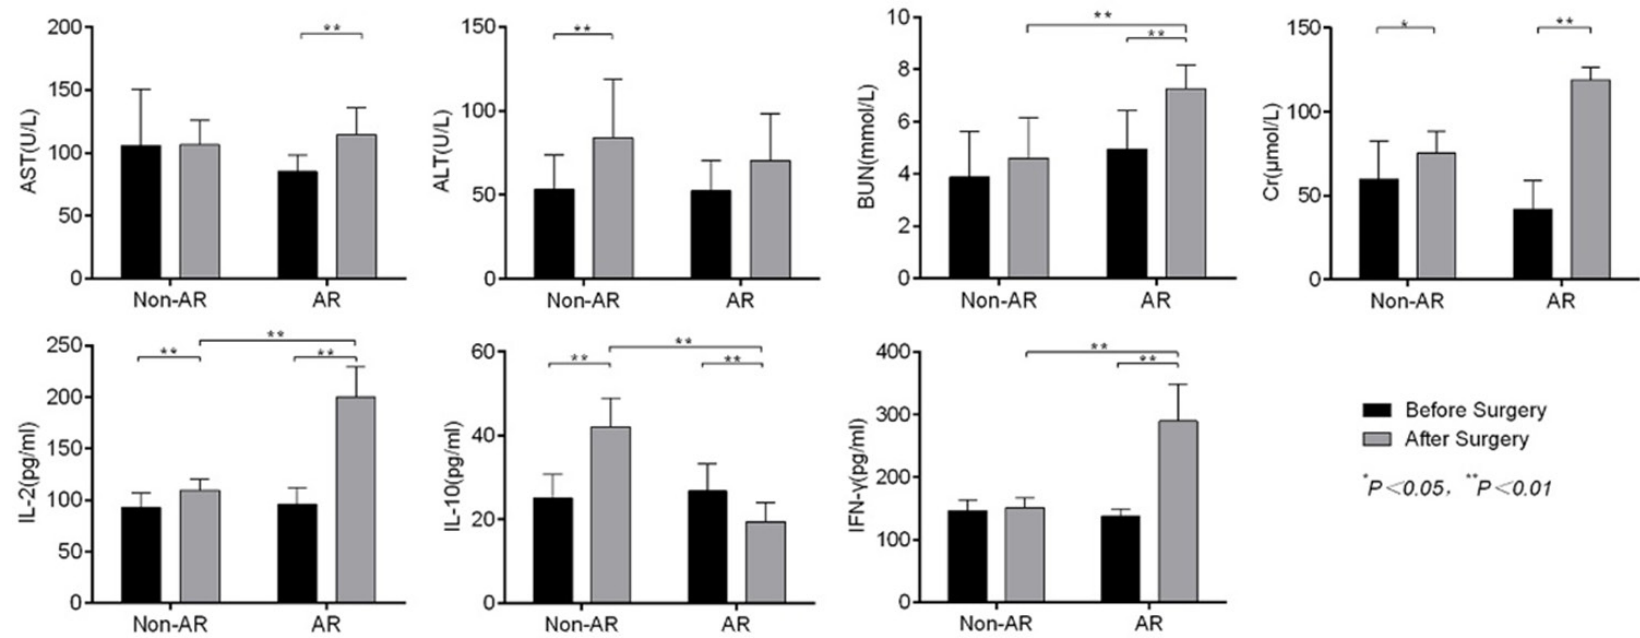 AST(U/L)
200
150
100
50
0
**
Non-AR
AR
ALT(U/L)
150
100
50
0
**
Non-AR
AR
BUN(mmol/L)
10
8
6
4
2
0
**
**
Non-AR
AR
Cr(μmol/L)
150
100
50
0
*
**
Non-AR
AR
IL-2(pg/ml)
250
200
150
100
50
0
**
**
**
Non-AR
AR
IL-10(pg/ml)
60
40
20
0
**
**
**
Non-AR
AR
IFN-γ(pg/ml)
400
300
200
100
0
**
**
Non-AR
AR
Before Surgery
After Surgery
*P<0.05, **P<0.01